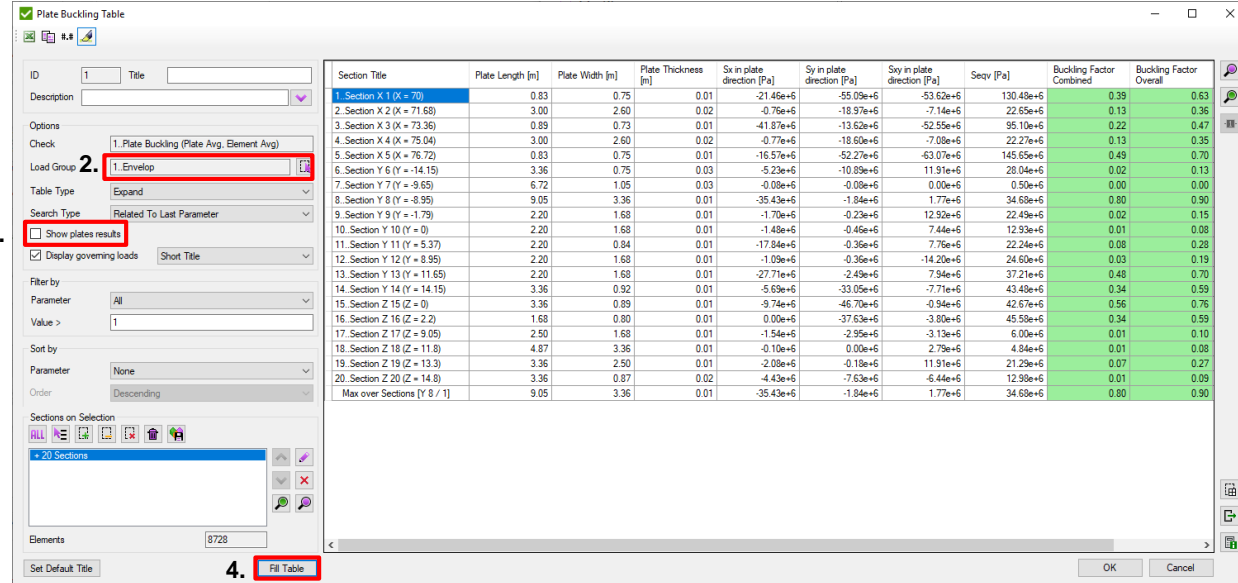 Plate Buckling Table
#.#
ID 1 Title
Description
Options
Check 1..Plate Buckling (Plate Avg, Element Avg)
Load Group 2. 1..Envelop
Table Type Expand
Search Type Related To Last Parameter
Show plates results
Display governing loads Short Title
Filter by
Parameter All
Value > 1
Sort by
Parameter None
Order Descending
Sections on Selection
ALL
+ 20 Sections
Elements 8728
Set Default Title 4. Fill Table
Section Title Plate Length [m] Plate Width [m] Plate Thickness [m] Sx in plate direction [Pa] Sy in plate direction [Pa] Sxy in plate direction [Pa] Seqv [Pa] Buckling Factor Combined Buckling Factor Overall
1..Section X 1 (X = 70) 0.83 0.75 0.01 -21.46e+6 -55.09e+6 -53.62e+6 130.48e+6 0.39 0.63
2..Section X 2 (X = 71.68) 3.00 2.60 0.02 -0.76e+6 -18.97e+6 -7.14e+6 22.65e+6 0.13 0.36
3..Section X 3 (X = 73.36) 0.89 0.73 0.01 -41.87e+6 -13.62e+6 -52.55e+6 95.10e+6 0.22 0.47
4..Section X 4 (X = 75.04) 3.00 2.60 0.02 -0.77e+6 -18.60e+6 -7.08e+6 22.27e+6 0.13 0.35
5..Section X 5 (X = 76.72) 0.83 0.75 0.01 -16.57e+6 -52.27e+6 -63.07e+6 145.65e+6 0.49 0.70
6..Section Y 6 (Y = -14.15) 3.36 0.75 0.03 -5.23e+6 -10.89e+6 11.91e+6 28.04e+6 0.02 0.13
7..Section Y 7 (Y = -9.65) 6.72 1.05 0.03 -0.08e+6 -0.08e+6 0.00e+6 0.50e+6 0.00 0.00
8..Section Y 8 (Y = -8.95) 9.05 3.36 0.01 -35.43e+6 -1.84e+6 1.77e+6 34.68e+6 0.80 0.90
9..Section Y 9 (Y = -1.79) 2.20 1.68 0.01 -1.70e+6 -0.23e+6 12.92e+6 22.49e+6 0.02 0.15
10..Section Y 10 (Y = 0) 2.20 1.68 0.01 -1.48e+6 -0.46e+6 7.44e+6 12.93e+6 0.01 0.08
11..Section Y 11 (Y = 5.37) 2.20 0.84 0.01 -17.84e+6 -0.36e+6 7.76e+6 22.24e+6 0.08 0.28
12..Section Y 12 (Y = 8.95) 2.20 1.68 0.01 -1.09e+6 -0.36e+6 -14.20e+6 24.60e+6 0.03 0.19
13..Section Y 13 (Y = 11.65) 2.20 1.68 0.01 -27.71e+6 -2.49e+6 7.94e+6 37.21e+6 0.48 0.70
14..Section Y 14 (Y = 14.15) 3.36 0.92 0.01 -5.69e+6 -33.05e+6 -7.71e+6 43.48e+6 0.34 0.59
15..Section Z 15 (Z = 0) 3.36 0.89 0.01 -9.74e+6 -46.70e+6 -0.94e+6 42.67e+6 0.56 0.76
16..Section Z 16 (Z = 2.2) 1.68 0.80 0.01 0.00e+6 -37.63e+6 -3.80e+6 45.58e+6 0.34 0.59
17..Section Z 17 (Z = 9.05) 2.50 1.68 0.01 -1.54e+6 -2.95e+6 -3.13e+6 6.00e+6 0.01 0.10
18..Section Z 18 (Z = 11.8) 4.87 3.36 0.01 -0.10e+6 0.00e+6 2.79e+6 4.84e+6 0.01 0.08
19..Section Z 19 (Z = 13.3) 3.36 2.50 0.01 -2.08e+6 -0.18e+6 11.91e+6 21.29e+6 0.07 0.27
20..Section Z 20 (Z = 14.8) 3.36 0.87 0.02 -4.43e+6 -7.63e+6 -6.44e+6 12.98e+6 0.01 0.09
Max over Sections [Y 8 / 1] 9.05 3.36 0.01 -35.43e+6 -1.84e+6 1.77e+6 34.68e+6 0.80 0.90
OK Cancel